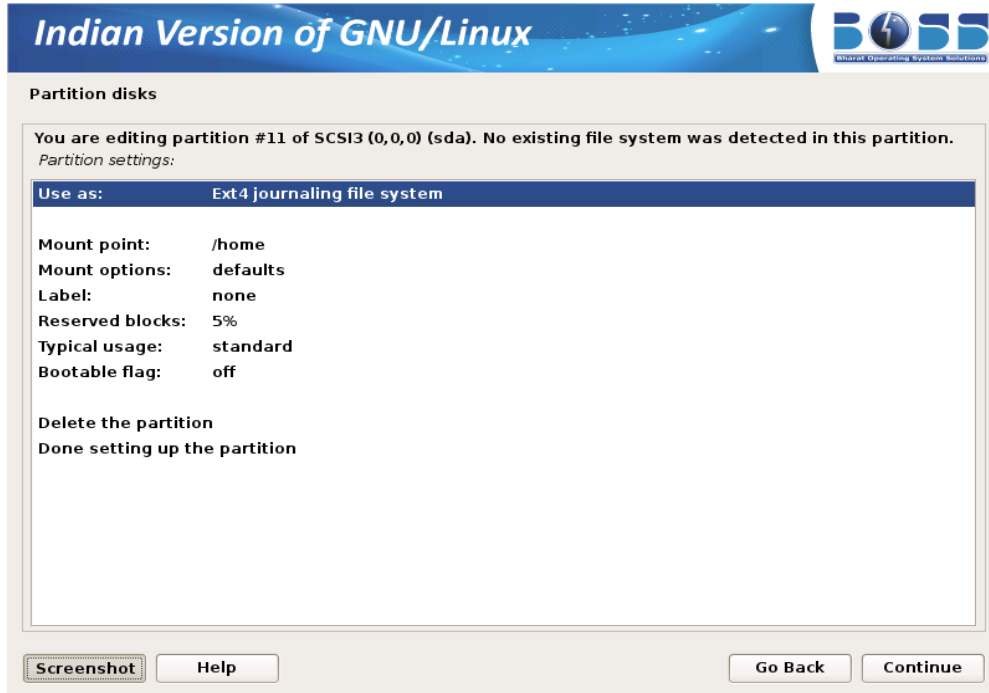 Indian Version of GNU/Linux
BOSS
Bharat Operating System Solutions
Partition disks
You are editing partition #11 of SCSI3 (0,0,0) (sda). No existing file system was detected in this partition.
Partition settings:
Use as: Ext4 journaling file system
Mount point: /home
Mount options: defaults
Label: none
Reserved blocks: 5%
Typical usage: standard
Bootable flag: off
Delete the partition
Done setting up the partition
Screenshot Help Go Back Continue